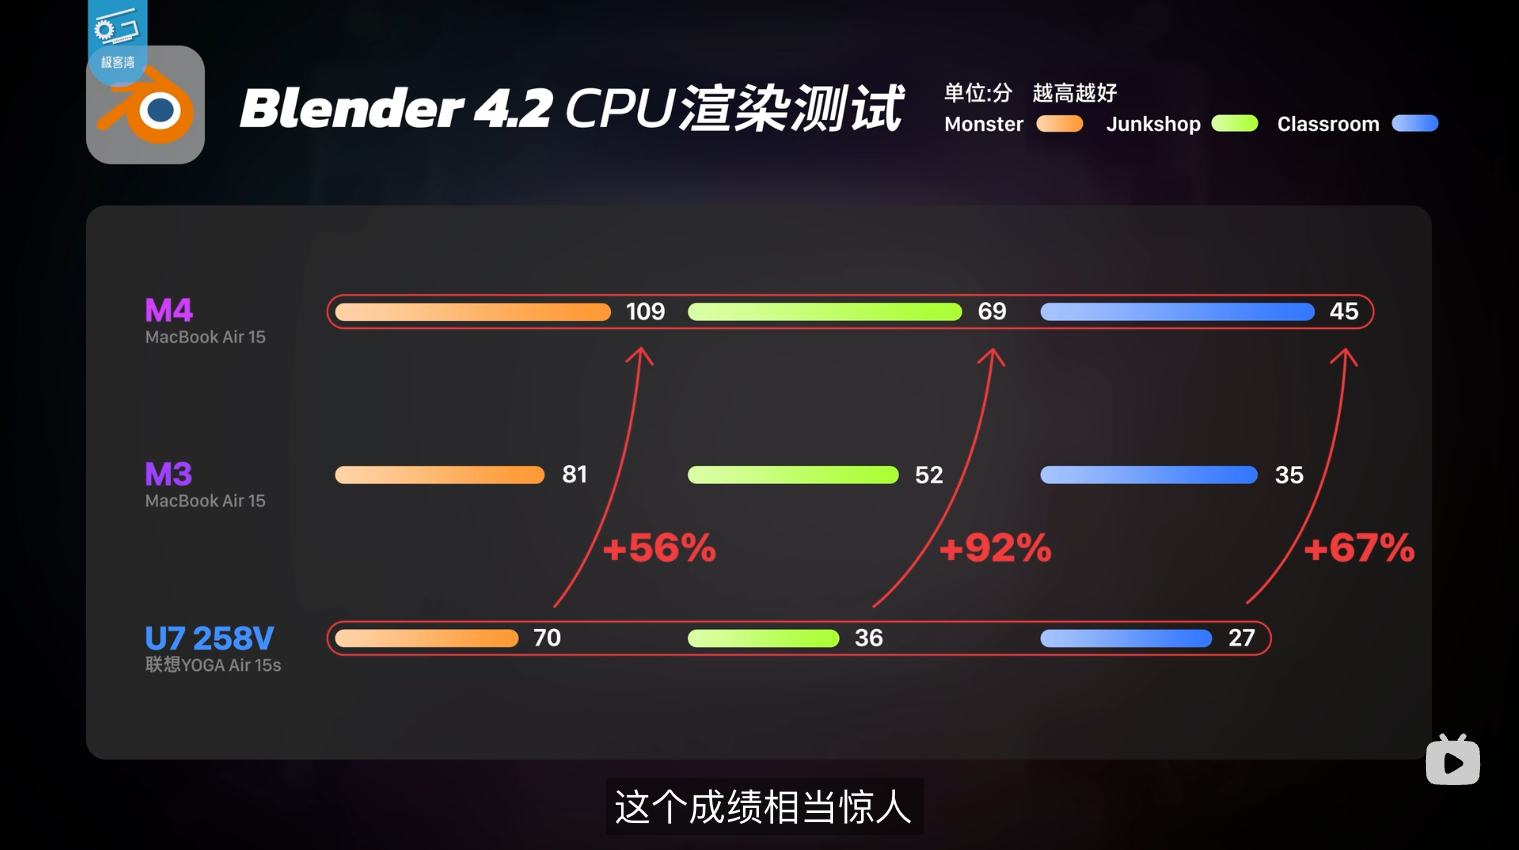 极客湾
Blender 4.2 CPU渲染测试
单位:分 越高越好
Monster Junkshop Classroom
M4 109 69 45
MacBook Air 15
M3 81 52 35
MacBook Air 15
+56% +92% +67%
U7 258V 70 36 27
联想YOGA Air 15s
这个成绩相当惊人